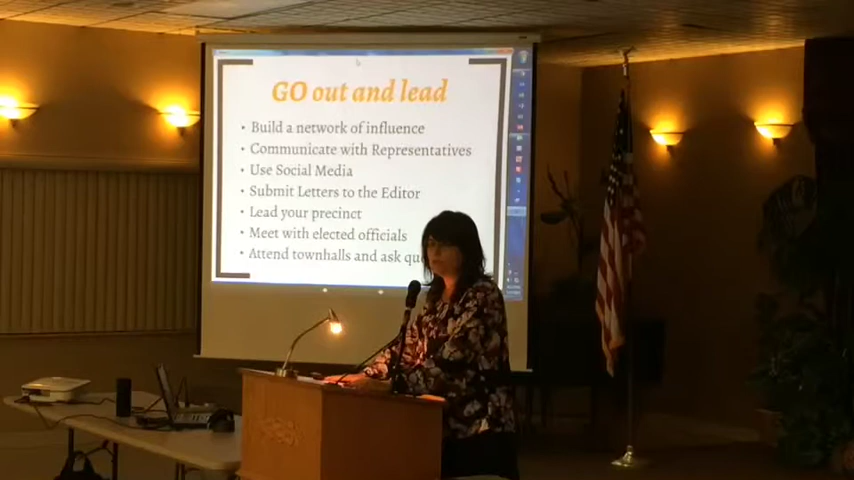 GO out and lead
• Build a network of influence
• Communicate with Representatives
• Use Social Media
• Submit Letters to the Editor
• Lead your precinct
• Meet with elected officials
• Attend townhalls and ask